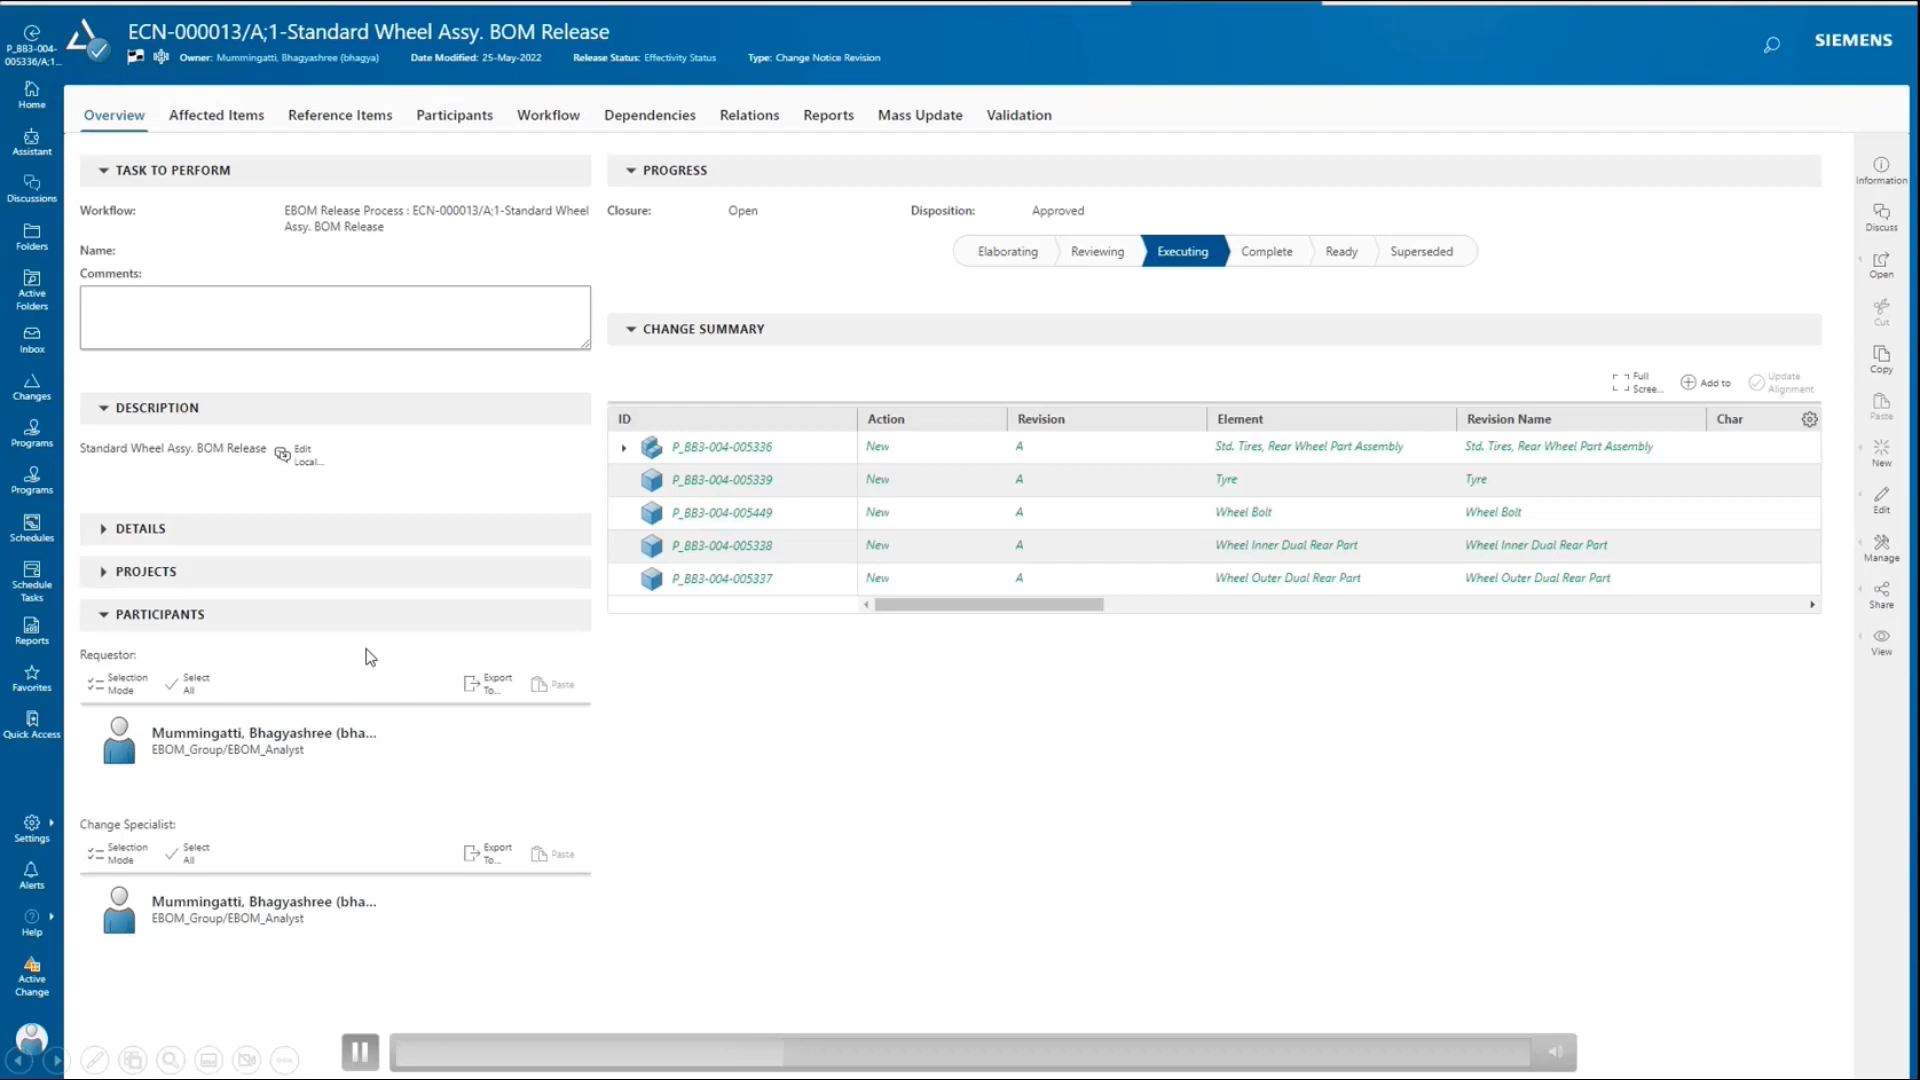 P_BB3-004-
005336/A;1...
ECN-000013/A;1-Standard Wheel Assy. BOM Release
Owner: Mummingatti, Bhagyashree (bhagya) Date Modified: 25-May-2022 Release Status: Effectivity Status Type: Change Notice Revision
SIEMENS
Home
Assistant
Discussions
Folders
Active
Folders
Inbox
Changes
Programs
Programs
Schedules
Schedule
Tasks
Reports
Favorites
Quick Access
Settings
Alerts
Help
Active
Change
Overview Affected Items Reference Items Participants Workflow Dependencies Relations Reports Mass Update Validation
TASK TO PERFORM
Workflow: EBOM Release Process : ECN-000013/A;1-Standard Wheel
Assy. BOM Release
Name:
Comments:
DESCRIPTION
Standard Wheel Assy. BOM Release Edit
Local...
DETAILS
PROJECTS
PARTICIPANTS
Requestor:
Selection
Mode
Select
All
Export
To...
Paste
Mummingatti, Bhagyashree (bha...
EBOM_Group/EBOM_Analyst
Change Specialist:
Selection
Mode
Select
All
Export
To...
Paste
Mummingatti, Bhagyashree (bha...
EBOM_Group/EBOM_Analyst
PROGRESS
Closure: Open Disposition: Approved
Elaborating Reviewing Executing Complete Ready Superseded
CHANGE SUMMARY
Full
Scree...
Add to
Update
Alignment
ID Action Revision Element Revision Name Char
P_BB3-004-005336 New A Std. Tires, Rear Wheel Part Assembly Std. Tires, Rear Wheel Part Assembly
P_BB3-004-005339 New A Tyre Tyre
P_BB3-004-005449 New A Wheel Bolt Wheel Bolt
P_BB3-004-005338 New A Wheel Inner Dual Rear Part Wheel Inner Dual Rear Part
P_BB3-004-005337 New A Wheel Outer Dual Rear Part Wheel Outer Dual Rear Part
Information
Discuss
Open
Cut
Copy
Paste
New
Edit
Manage
Share
View